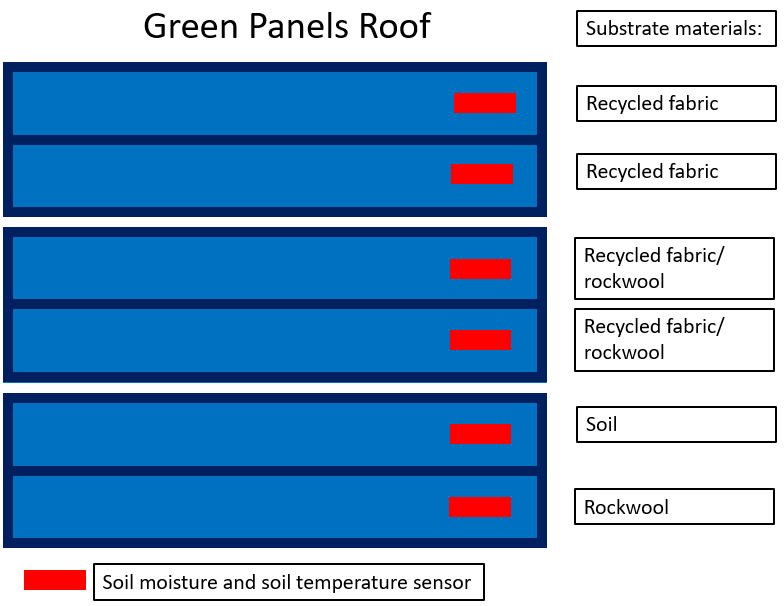 Green Panels Roof
Substrate materials:
Recycled fabric
Recycled fabric
Recycled fabric/
rockwool
Recycled fabric/
rockwool
Soil
Rockwool
Soil moisture and soil temperature sensor